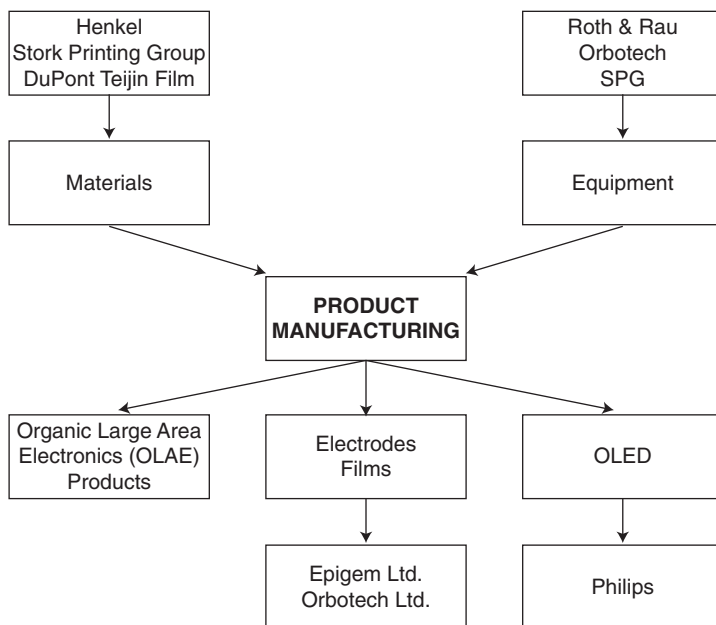 Henkel
Stork Printing Group
DuPont Teijin Film
Roth & Rau
Orbotech
SPG
Materials
Equipment
PRODUCT
MANUFACTURING
Organic Large Area
Electronics (OLAE)
Products
Electrodes
Films
OLED
Epigem Ltd.
Orbotech Ltd.
Philips